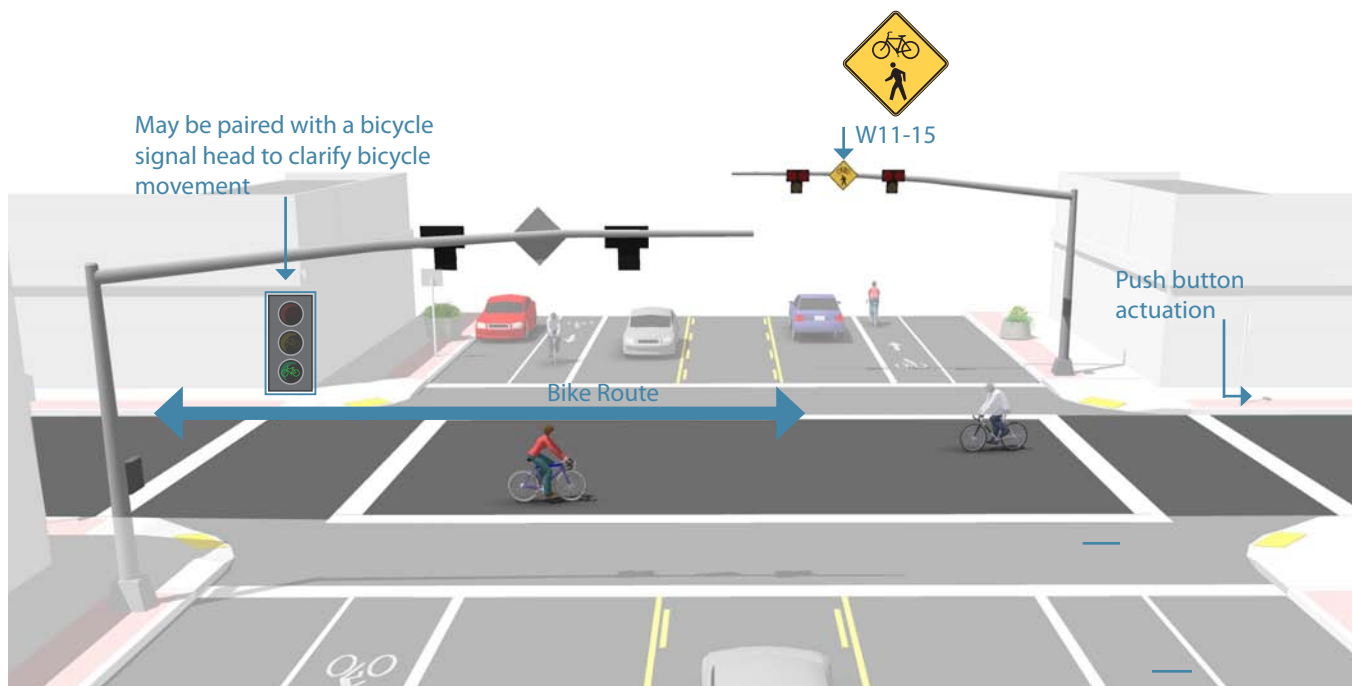 May be paired with a bicycle
signal head to clarify bicycle
movement
W11-15
Push button
actuation
Bike Route